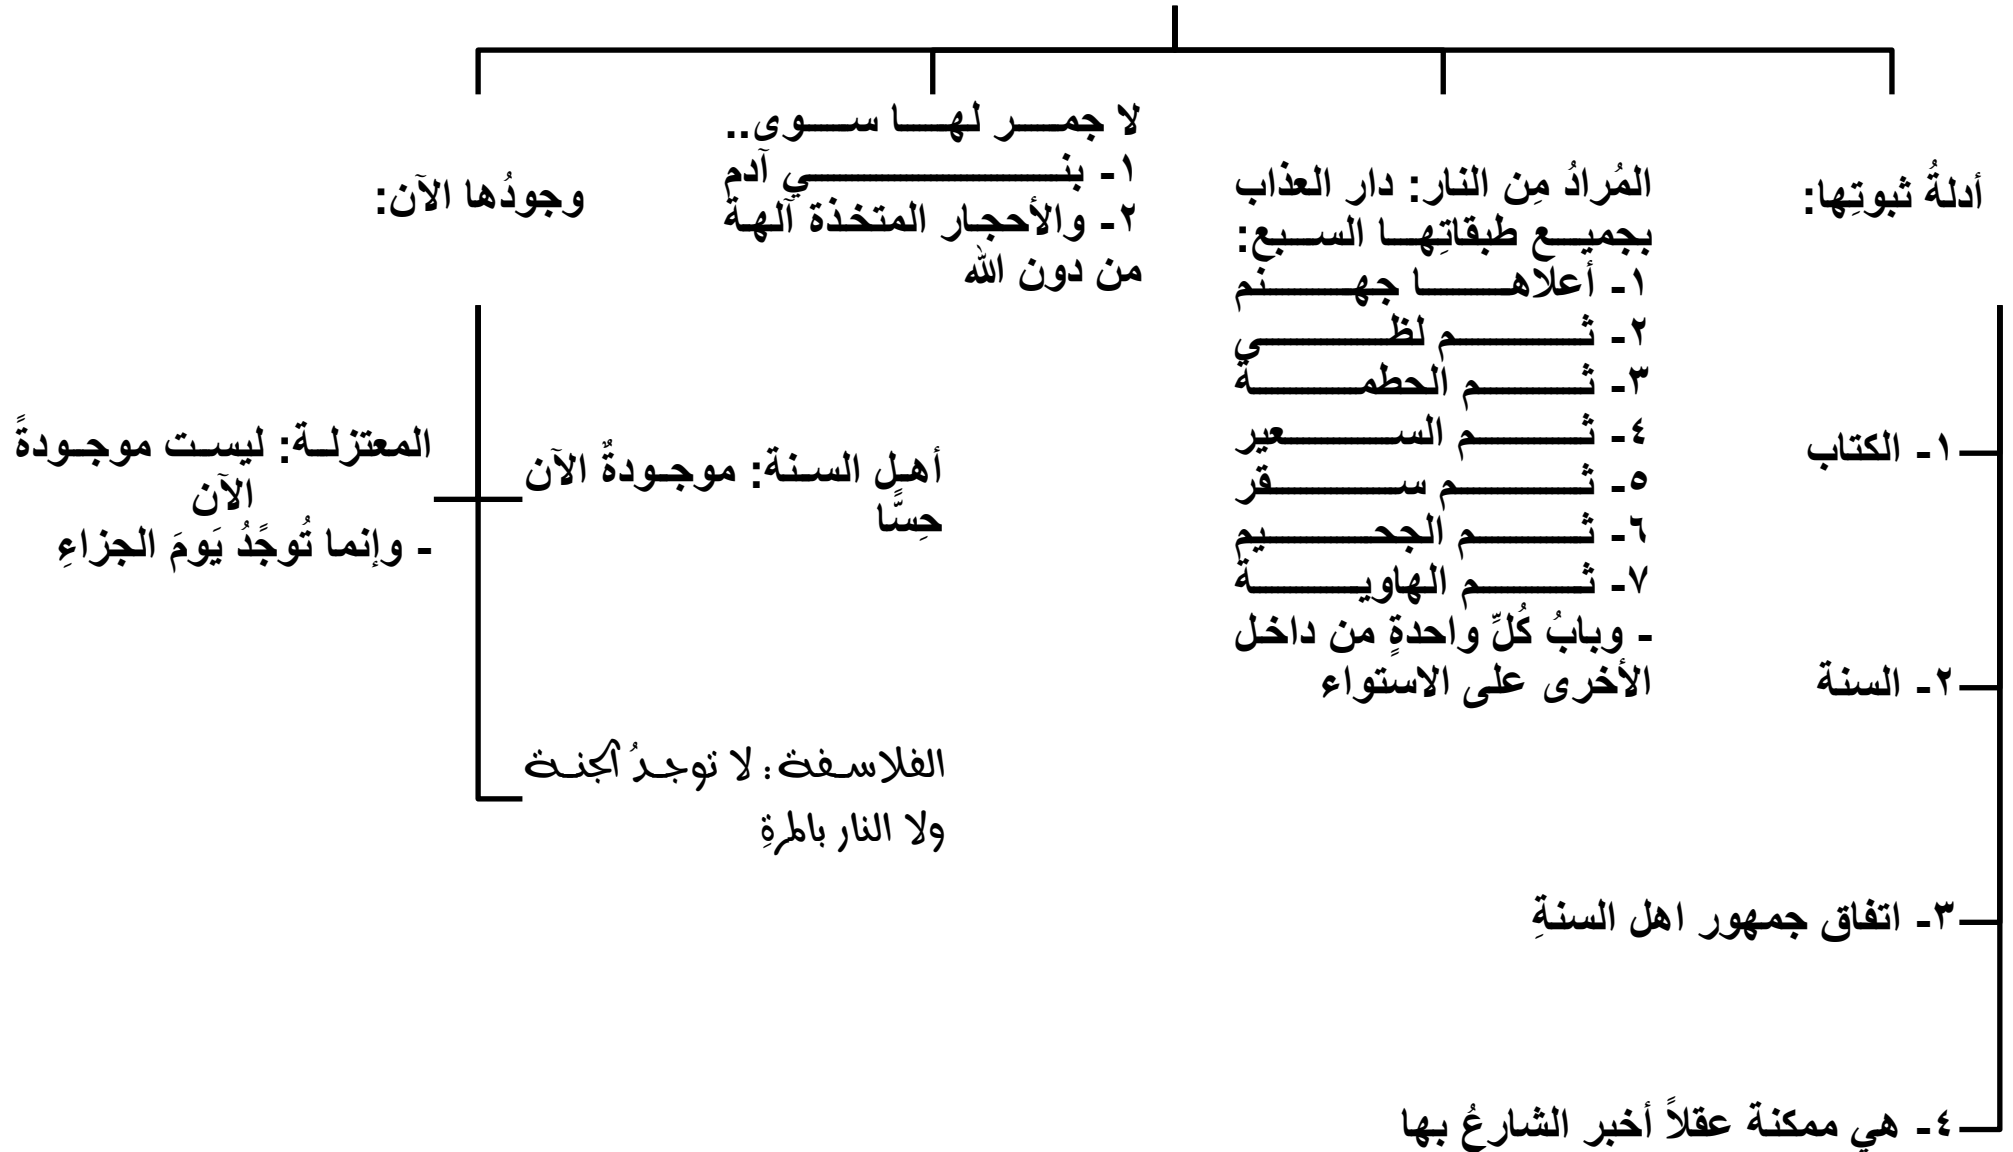 أدلةُ ثبوتِها:
١- الكتاب
٢- السنة
٣- اتفاق جمهور اهل السنةِ
٤- هي ممكنة عقلاً أخبر الشارعُ بها
المُرادُ مِن النار: دار العذاب
بجميع طبقاتِها السبع:
١- أعلاها جهنم
٢- ثم لظي
٣- ثم الحطمة
٤- ثم السعير
٥- ثم سقر
٦- ثم الجحيم
٧- ثم الهاوية
- وبابُ كُلِّ واحدةٍ من داخل
الأخرى على الاستواء
لا جمر لها سوى..
١- بني آدم
٢- والأحجار المتخذة آلهة
من دون الله
وجودُها الآن:
أهل السنة: موجودةٌ الآن
حِسًّا
المعتزلة: ليست موجودةً
الآن
- وإنما تُوجًدُ يَومَ الجزاءِ
الفلاسفة: لا توجدُ الجنة
ولا النار بالمرةِ